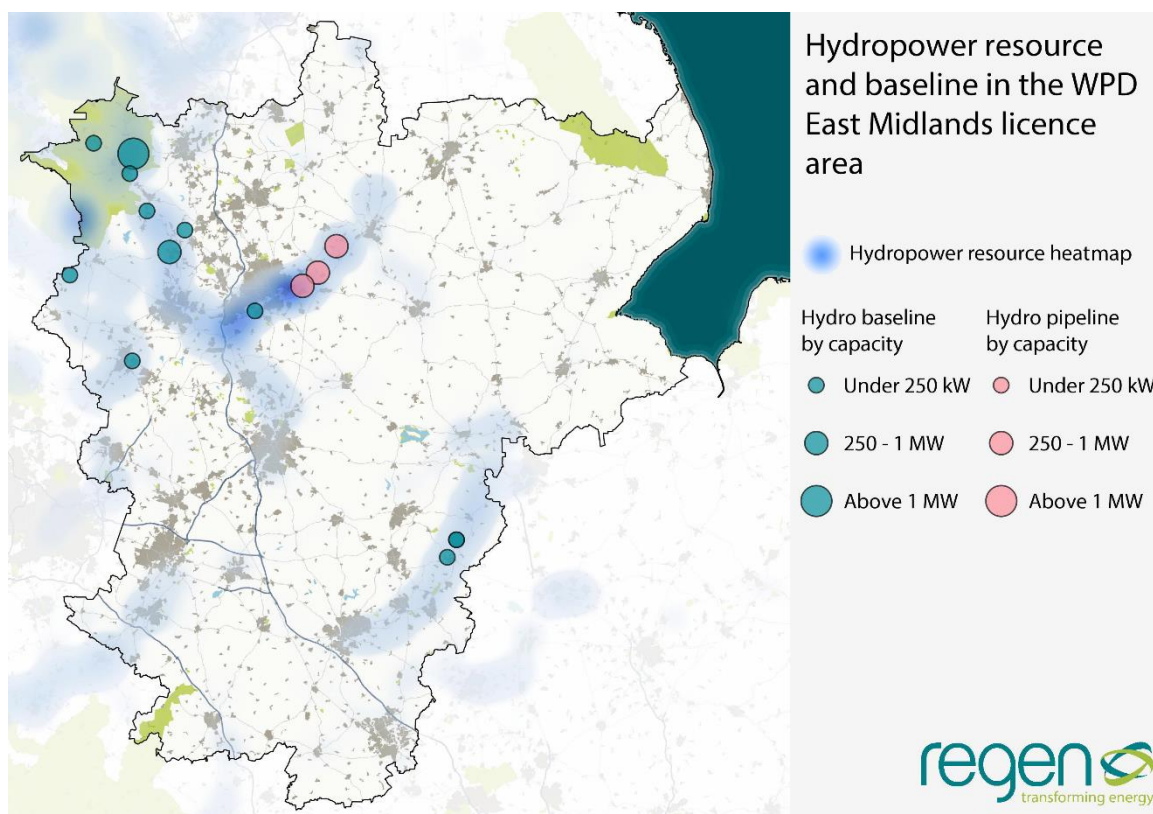 Hydropower resource
and baseline in the WPD
East Midlands licence
area
Hydropower resource heatmap
Hydro baseline
by capacity
Hydro pipeline
by capacity
Under 250 kW
Under 250 kW
250 - 1 MW
250 - 1 MW
Above 1 MW
Above 1 MW
regen
transforming energy